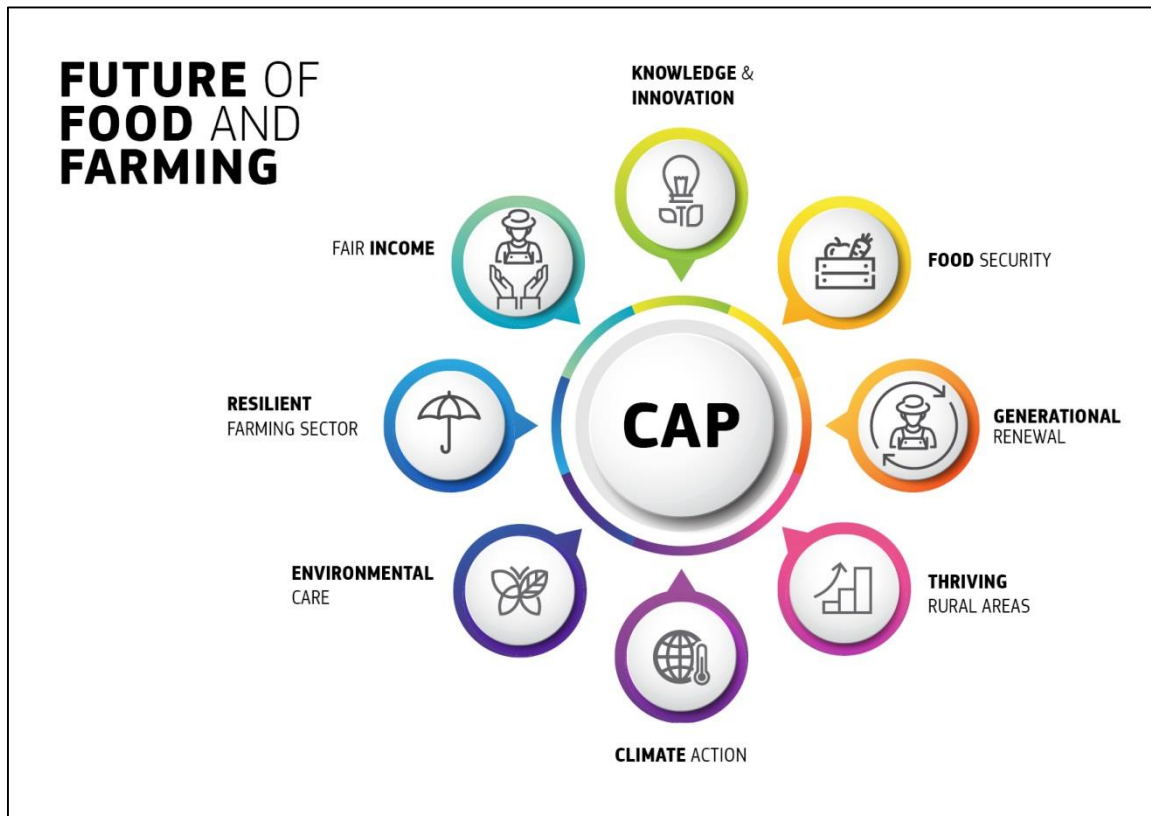 FUTURE OF
FOOD AND
FARMING
KNOWLEDGE &
INNOVATION
FAIR INCOME
FOOD SECURITY
RESILIENT
FARMING SECTOR
CAP
GENERATIONAL
RENEWAL
ENVIRONMENTAL
CARE
THRIVING
RURAL AREAS
CLIMATE ACTION